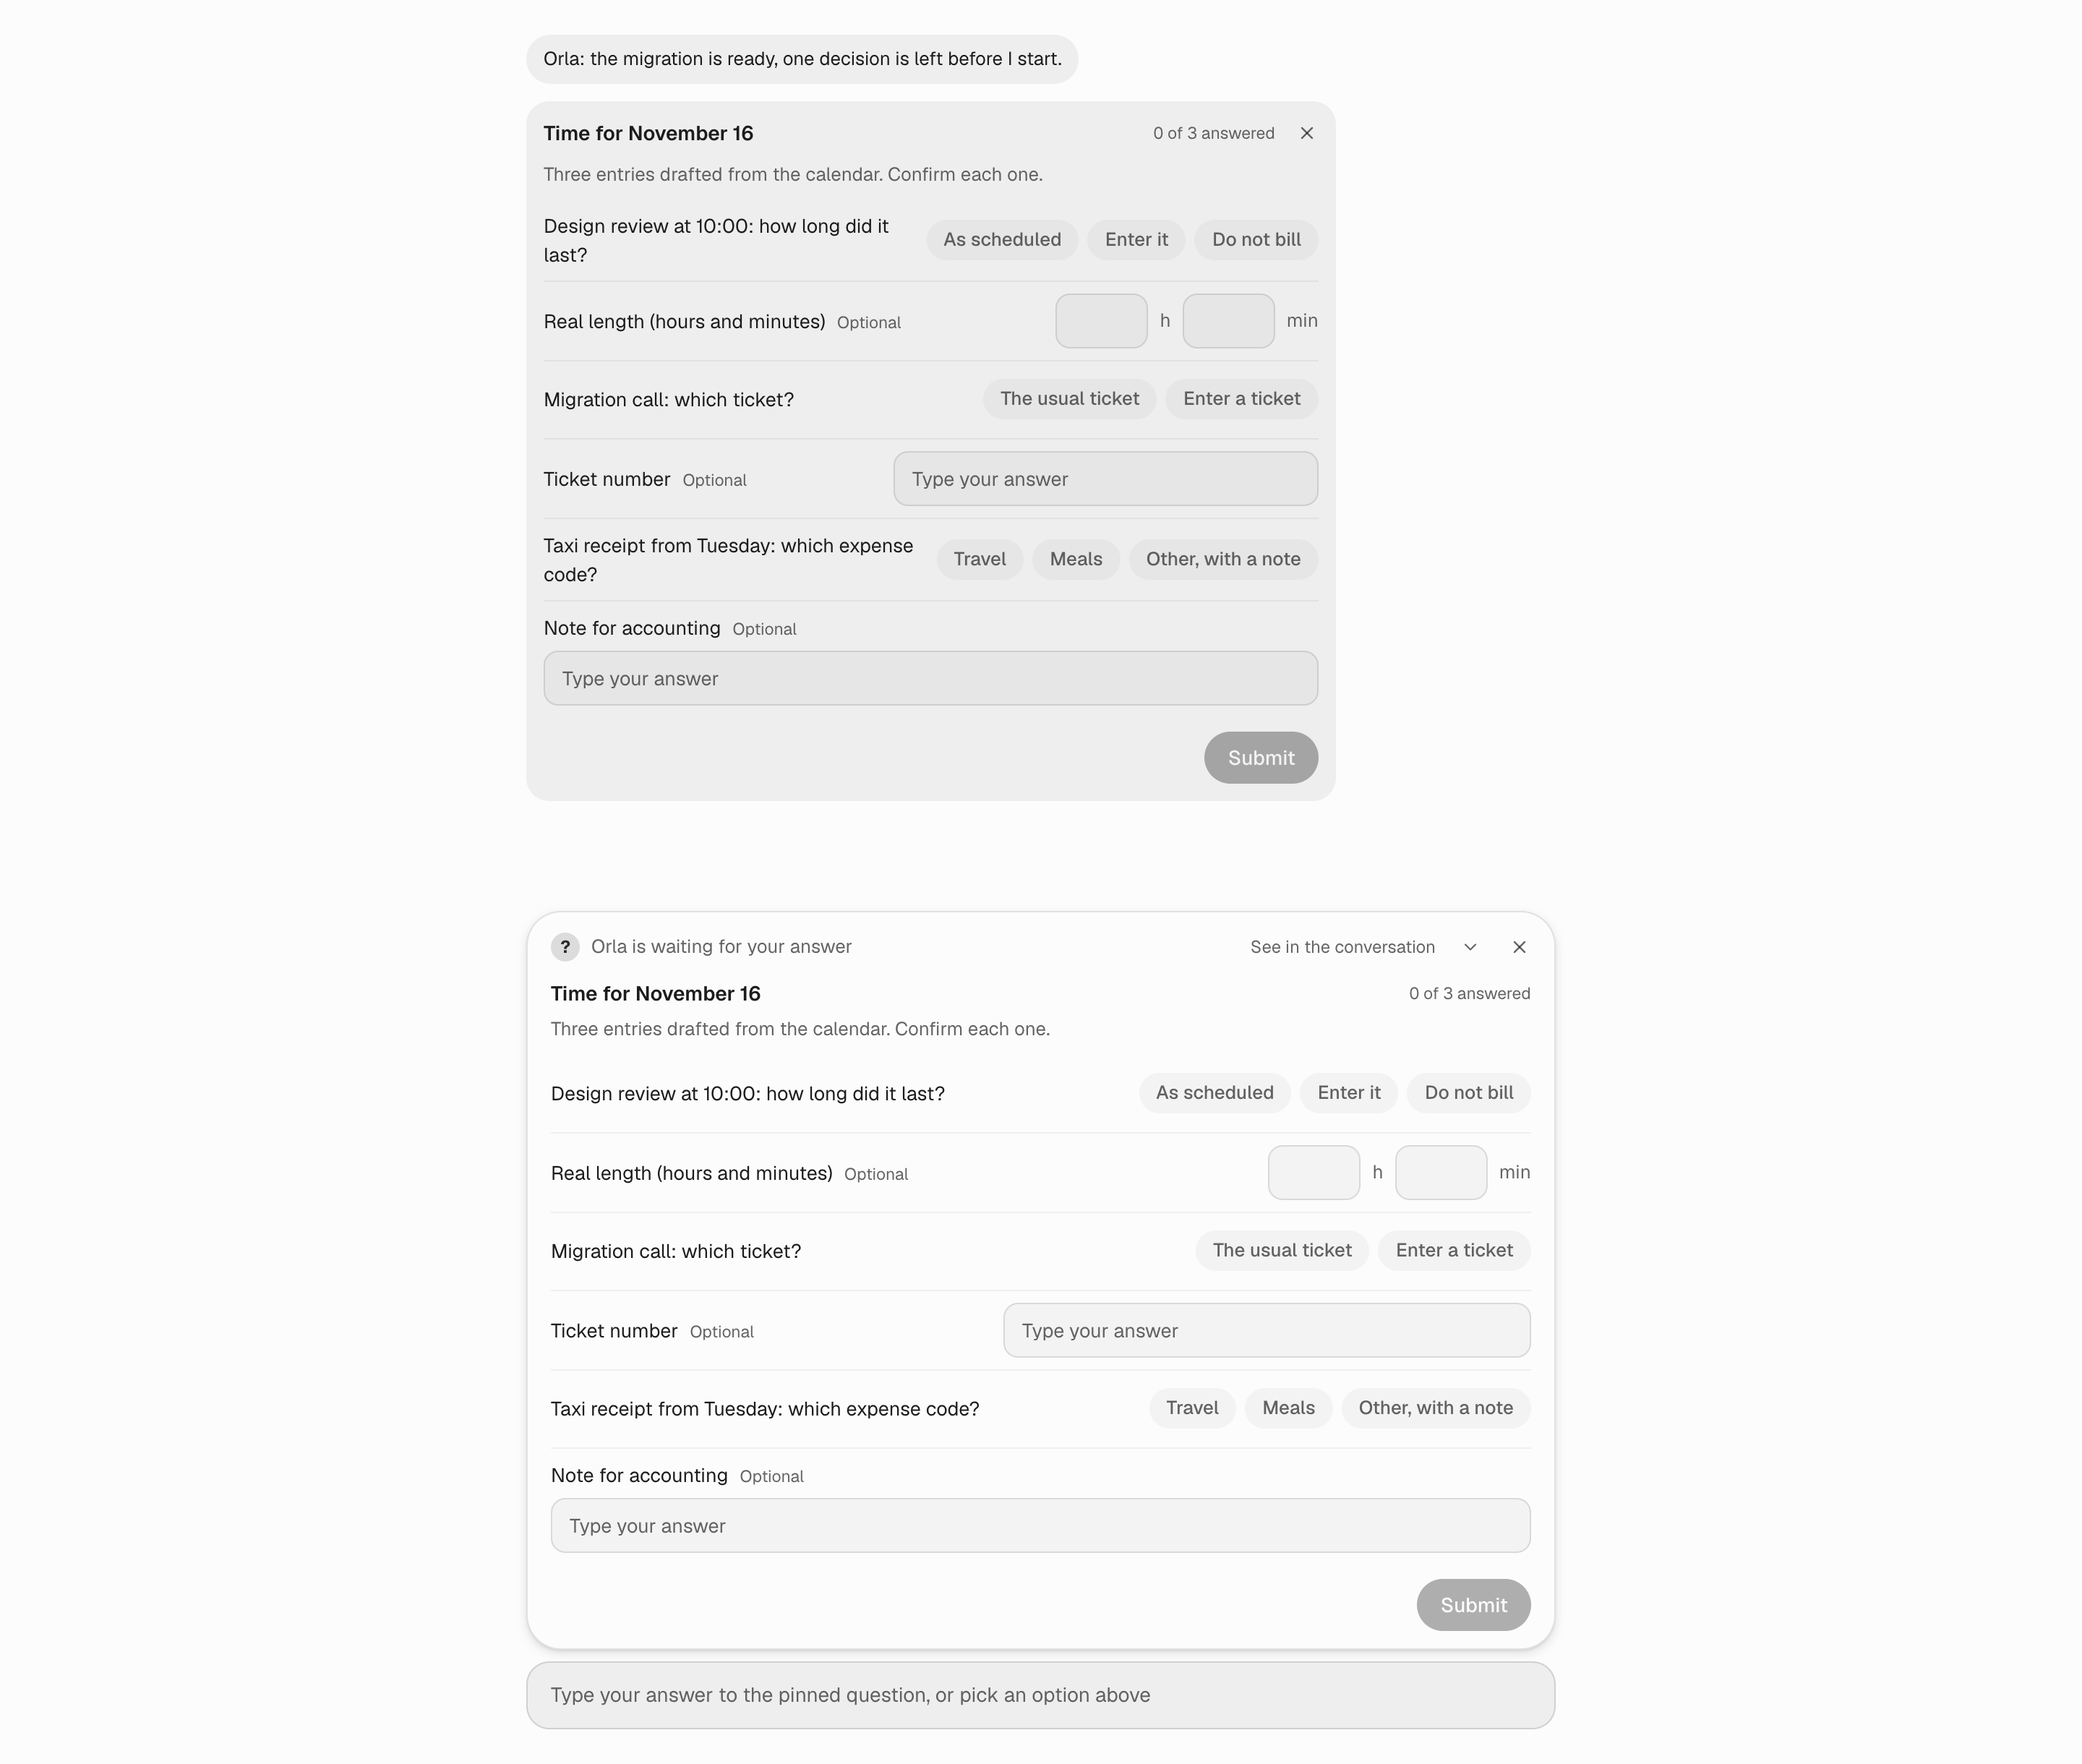 Orla: the migration is ready, one decision is left before I start.
Time for November 16
0 of 3 answered
Three entries drafted from the calendar. Confirm each one.
Design review at 10:00: how long did it
last?
As scheduled
Enter it
Do not bill
Real length (hours and minutes) Optional
h
min
Migration call: which ticket?
The usual ticket
Enter a ticket
Ticket number Optional
Type your answer
Taxi receipt from Tuesday: which expense
code?
Travel
Meals
Other, with a note
Note for accounting Optional
Type your answer
Submit
? Orla is waiting for your answer
See in the conversation
Time for November 16
0 of 3 answered
Three entries drafted from the calendar. Confirm each one.
Design review at 10:00: how long did it last?
As scheduled
Enter it
Do not bill
Real length (hours and minutes) Optional
h
min
Migration call: which ticket?
The usual ticket
Enter a ticket
Ticket number Optional
Type your answer
Taxi receipt from Tuesday: which expense code?
Travel
Meals
Other, with a note
Note for accounting Optional
Type your answer
Submit
Type your answer to the pinned question, or pick an option above